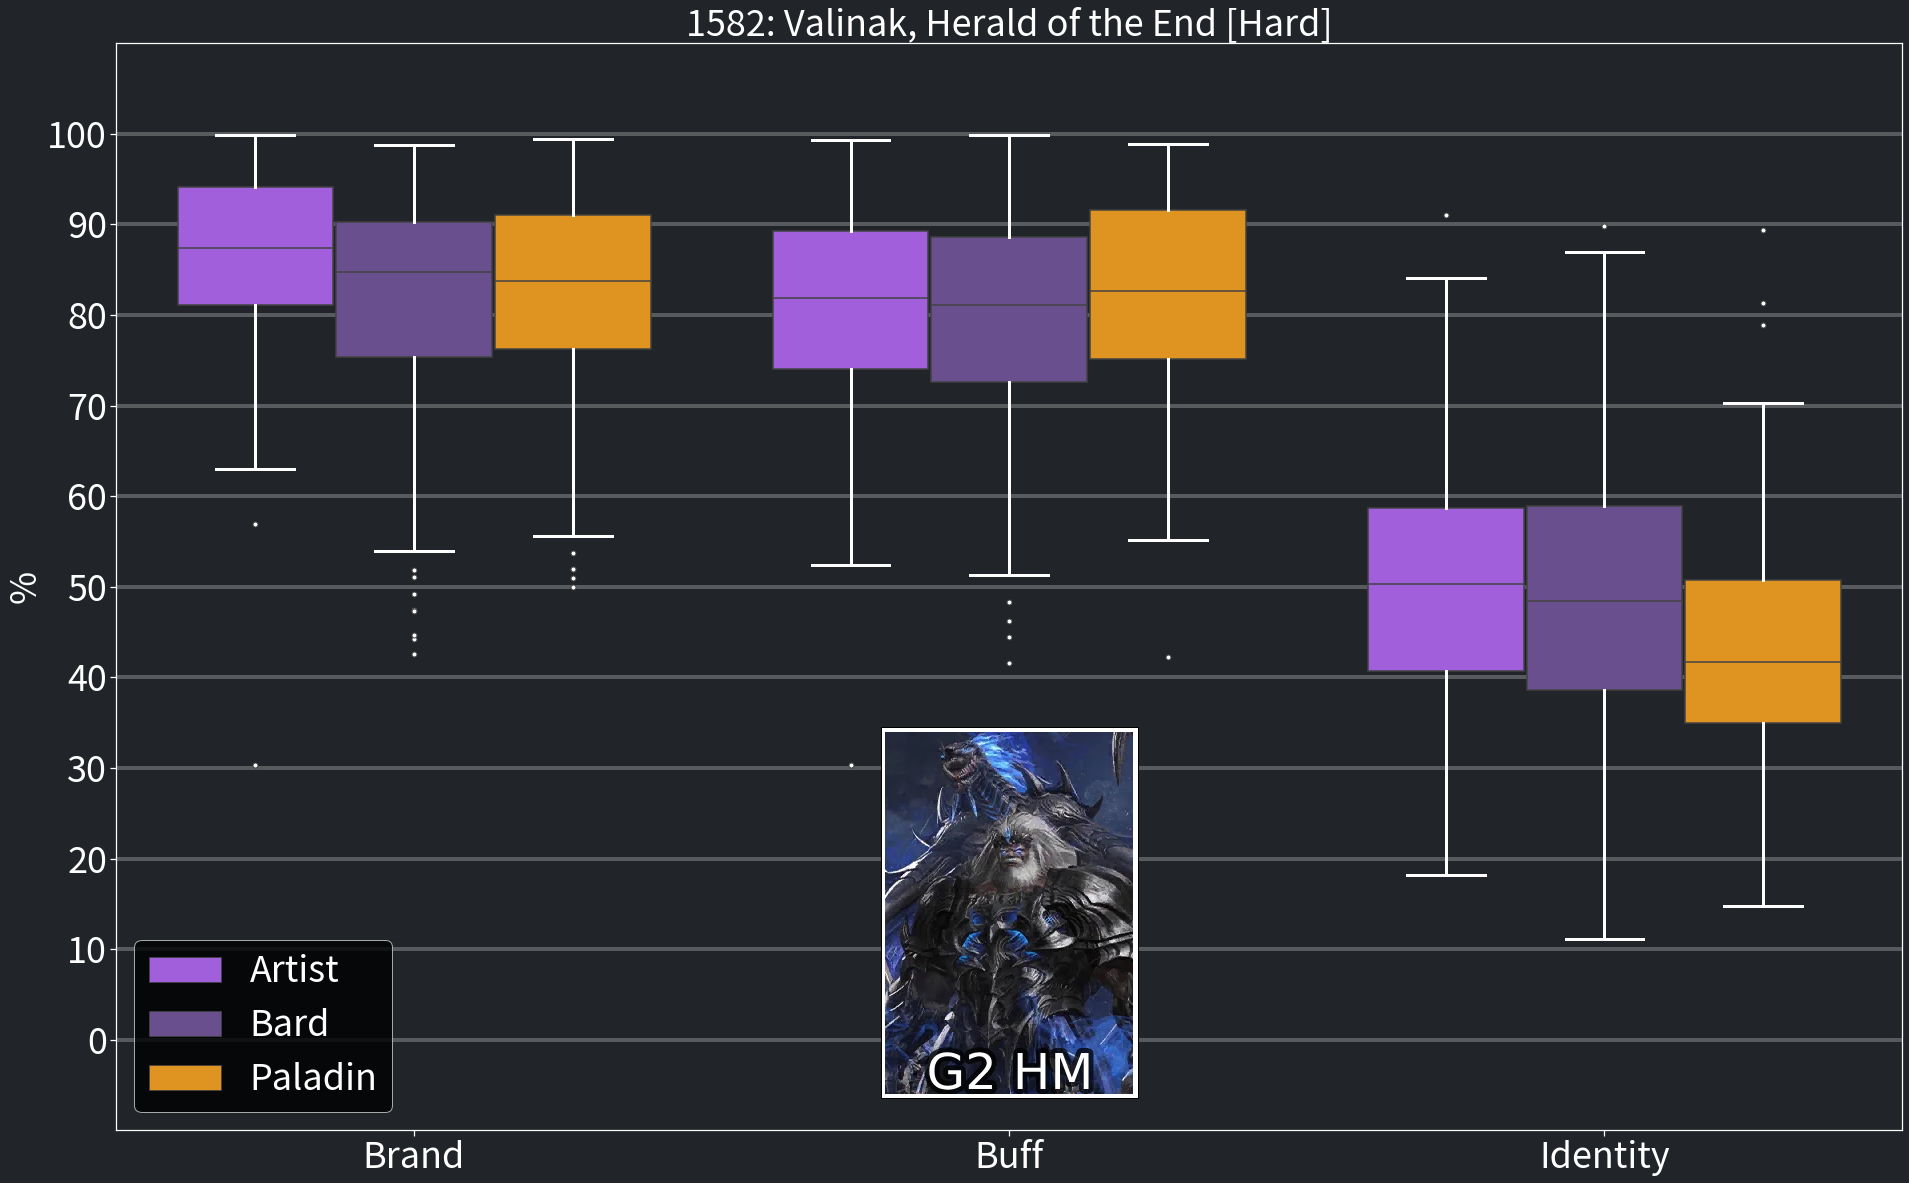 1582: Valinak, Herald of the End [Hard]
100
90
80
70
60
50
40
30
20
10
0
%
Artist
Bard
Paladin
G2 HM
Brand
Buff
Identity